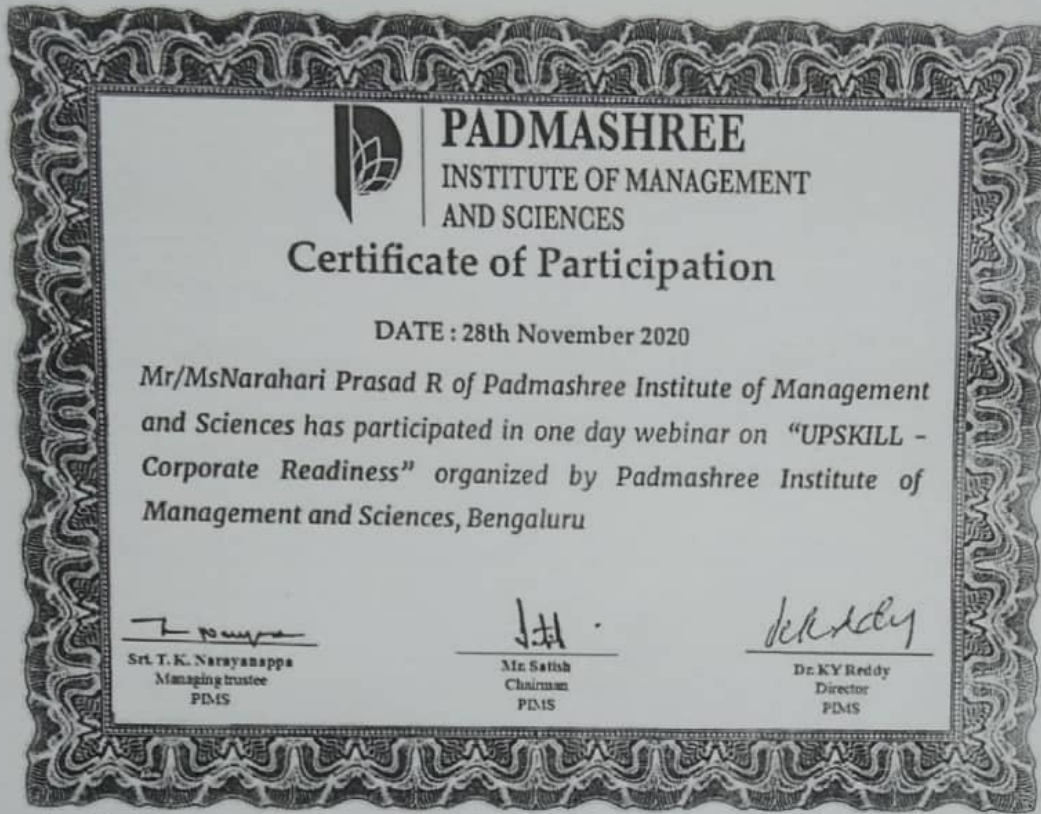 PADMASHREE
INSTITUTE OF MANAGEMENT
AND SCIENCES
Certificate of Participation
DATE : 28th November 2020
Mr/MsNarahari Prasad R of Padmashree Institute of Management
and Sciences has participated in one day webinar on "UPSKILL -
Corporate Readiness" organized by Padmashree Institute of
Management and Sciences, Bengaluru
Sri. T. K. Narayanappa
Managing trustee
PIMS
Mr. Satish
Chairman
PIMS
Dr. KY Reddy
Director
PIMS